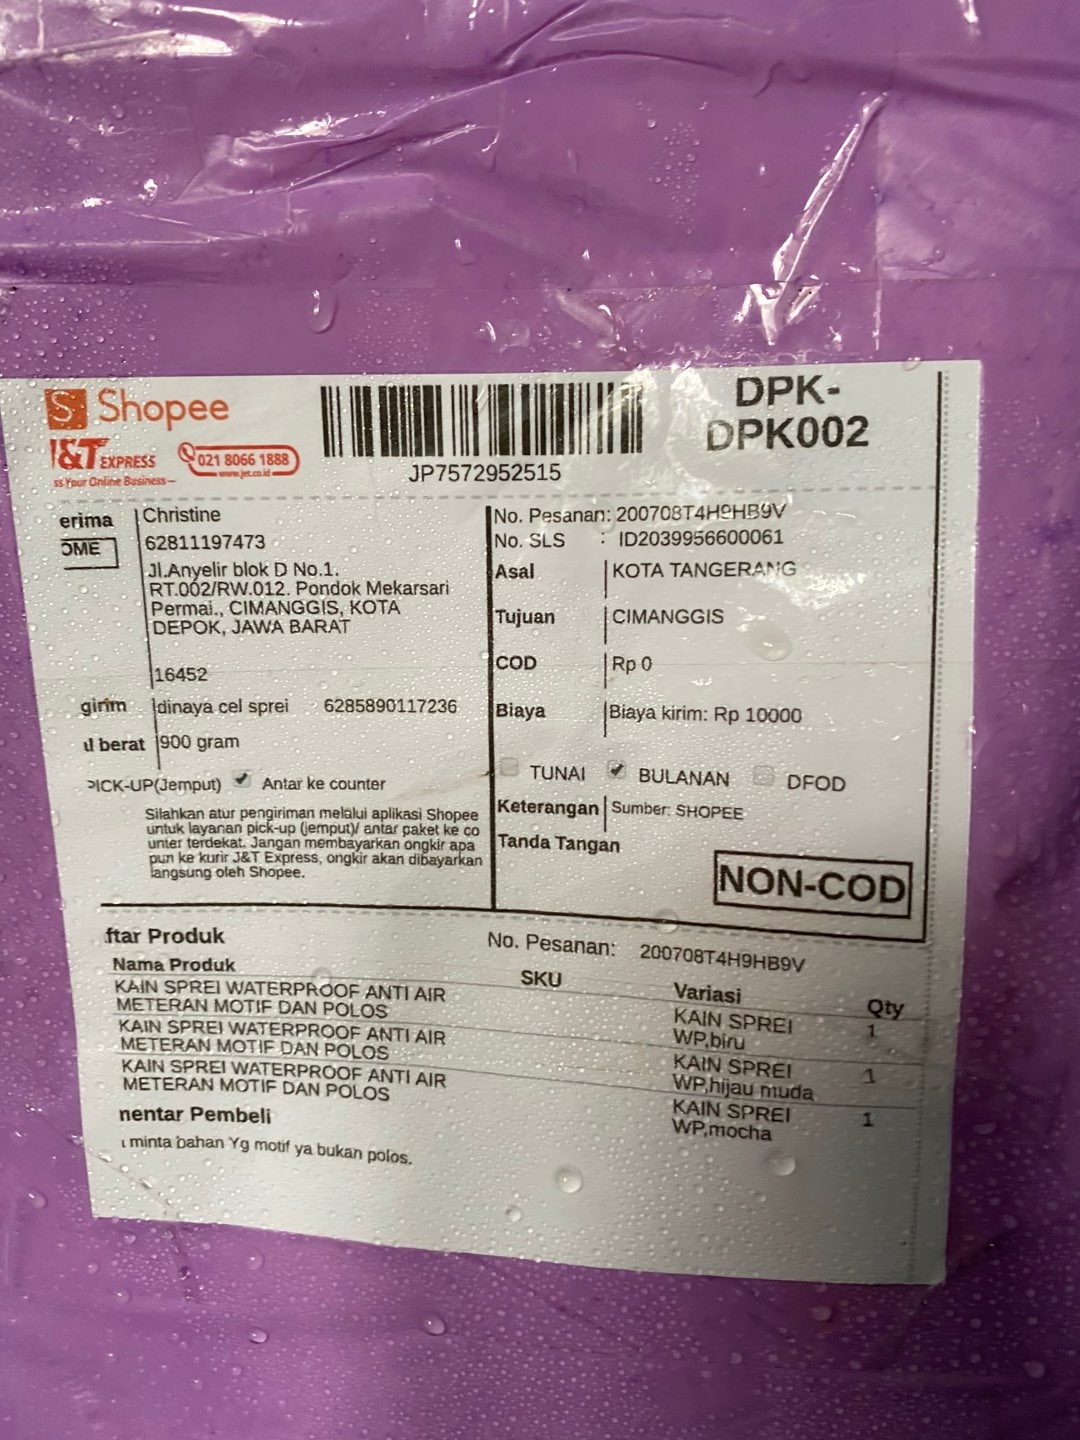 Shopee
J&T EXPRESS
021 8066 1888
www.jet.co.id
ss Your Online Business
JP7572952515
DPK-
DPK002
erima
OME
Christine
62811197473
Jl.Anyelir blok D No.1.
RT.002/RW.012. Pondok Mekarsari
Permai., CIMANGGIS, KOTA
DEPOK, JAWA BARAT
16452
girim dinaya cel sprei 6285890117236
berat 900 gram
PICK-UP(Jemput) Antar ke counter
Silahkan atur pengiriman melalui aplikasi Shopee
untuk layanan pick-up (jemput)/ antar paket ke co
unter terdekat. Jangan membayarkan ongkir apa
pun ke kurir J&T Express, ongkir akan dibayarkan
langsung oleh Shopee.
No. Pesanan: 200708T4H9HB9V
No. SLS : ID2039956600061
Asal KOTA TANGERANG
Tujuan CIMANGGIS
COD Rp 0
Biaya Biaya kirim: Rp 10000
TUNAI BULANAN DFOD
Keterangan Sumber: SHOPEE
Tanda Tangan
NON-COD
ftar Produk No. Pesanan: 200708T4H9HB9V
Nama Produk SKU Variasi Qty
KAIN SPREI WATERPROOF ANTI AIR KAIN SPREI 1
METERAN MOTIF DAN POLOS WP,biru
KAIN SPREI WATERPROOF ANTI AIR KAIN SPREI 1
METERAN MOTIF DAN POLOS WP,hijau muda
KAIN SPREI WATERPROOF ANTI AIR KAIN SPREI 1
METERAN MOTIF DAN POLOS WP,mocha
nentar Pembeli
minta bahan Yg motif ya bukan polos.